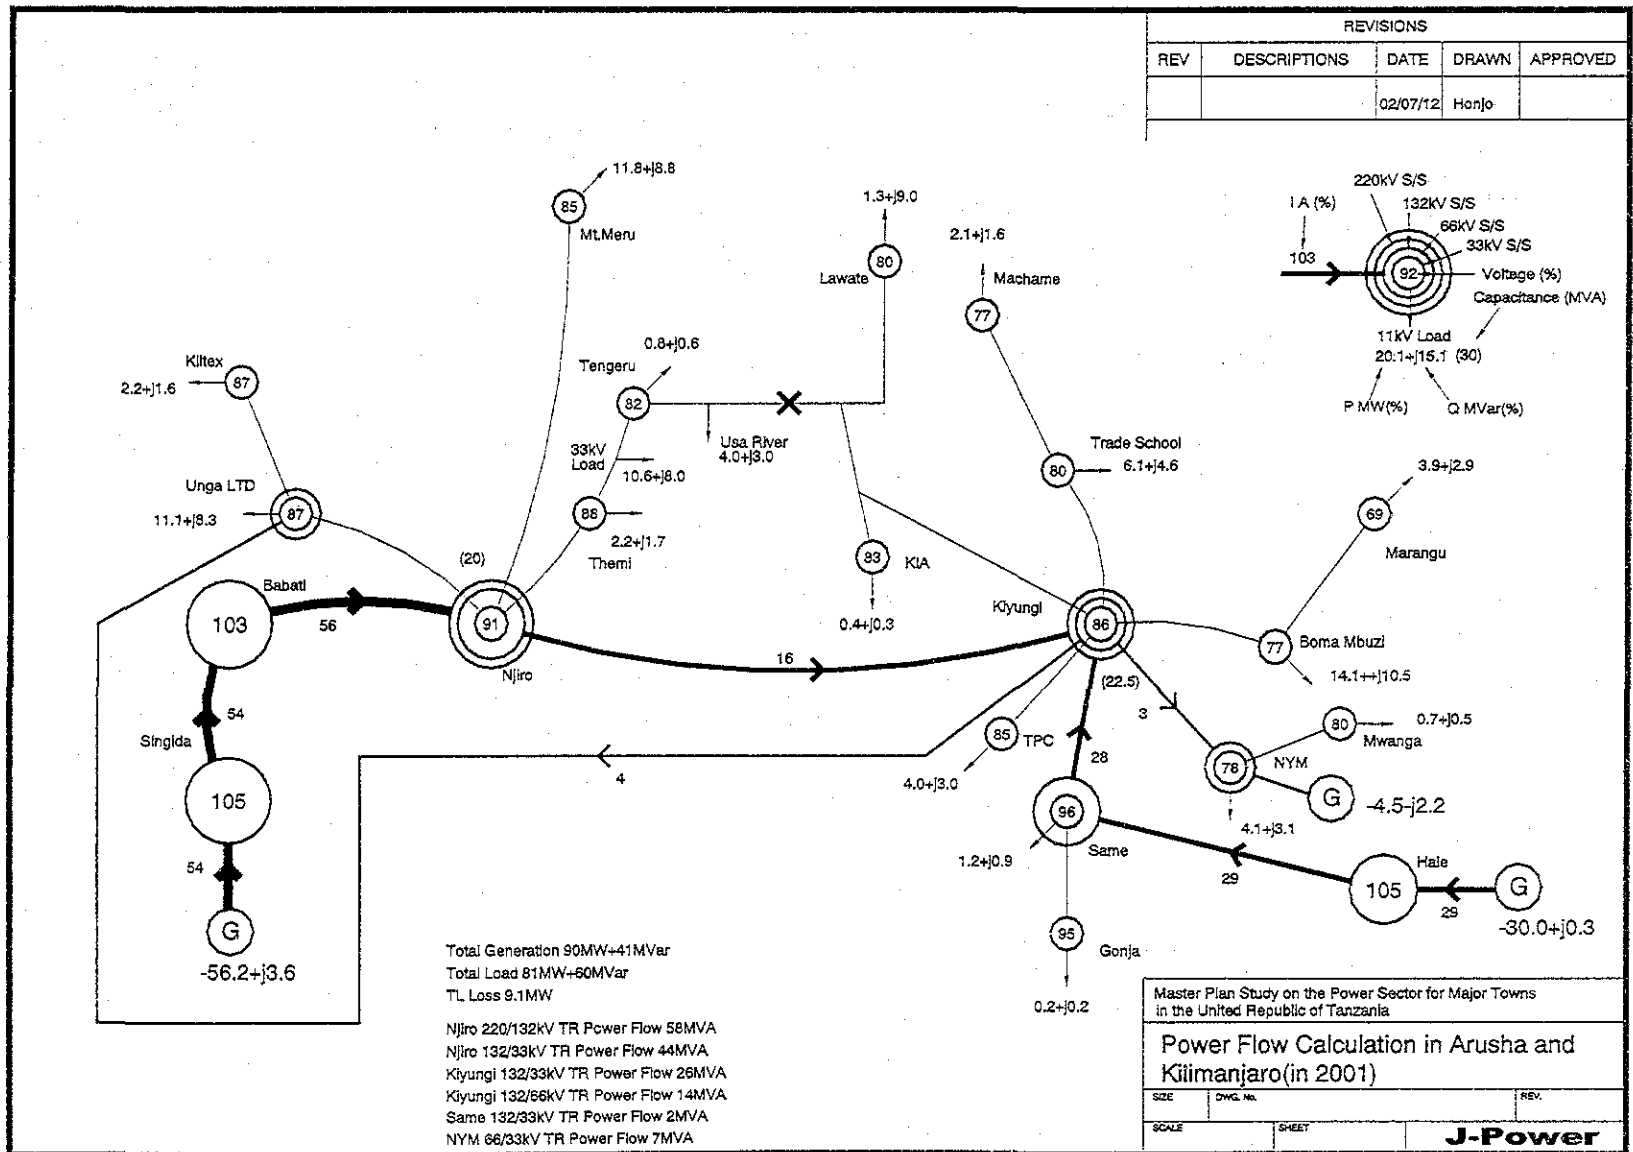 REVISIONS
REV DESCRIPTIONS DATE DRAWN APPROVED
02/07/12 Honjo
11.8+j8.8
85
Mt.Meru
1.3+j9.0
80
Lawate
2.1+j1.6
Machame
77
220kV S/S
132kV S/S
66kV S/S
33kV S/S
I A (%)
103
92
Voltage (%)
Capacitance (MVA)
11kV Load
20.1+j15.1 (30)
P MW(%) Q MVar(%)
Kiltex
2.2+j1.6
87
Tengeru
0.8+j0.6
82
33kV
Load
10.6+j8.0
Usa River
4.0+j3.0
Trade School
80
6.1+j4.6
3.9+j2.9
69
Marangu
Unga LTD
11.1+j8.3
87
88
2.2+j1.7
Themi
83
KIA
0.4+j0.3
(20)
Babati
103
56
91
Njiro
16
Kiyungi
86
(22.5)
77
Boma Mbuzi
14.1++j10.5
54
Singida
105
54
G
-56.2+j3.6
4
85
TPC
4.0+j3.0
28
3
80
0.7+j0.5
Mwanga
78
NYM
G
-4.5-j2.2
4.1+j3.1
96
Same
1.2+j0.9
29
Hale
105
29
G
-30.0+j0.3
95
Gonja
0.2+j0.2
Total Generation 90MW+41MVar
Total Load 81MW+60MVar
TL Loss 9.1MW
Njiro 220/132kV TR Power Flow 58MVA
Njiro 132/33kV TR Power Flow 44MVA
Kiyungi 132/33kV TR Power Flow 26MVA
Kiyungi 132/66kV TR Power Flow 14MVA
Same 132/33kV TR Power Flow 2MVA
NYM 66/33kV TR Power Flow 7MVA
Master Plan Study on the Power Sector for Major Towns
in the United Republic of Tanzania
Power Flow Calculation in Arusha and
Kilimanjaro(in 2001)
SIZE DWG. No. REV.
SCALE SHEET J-Power